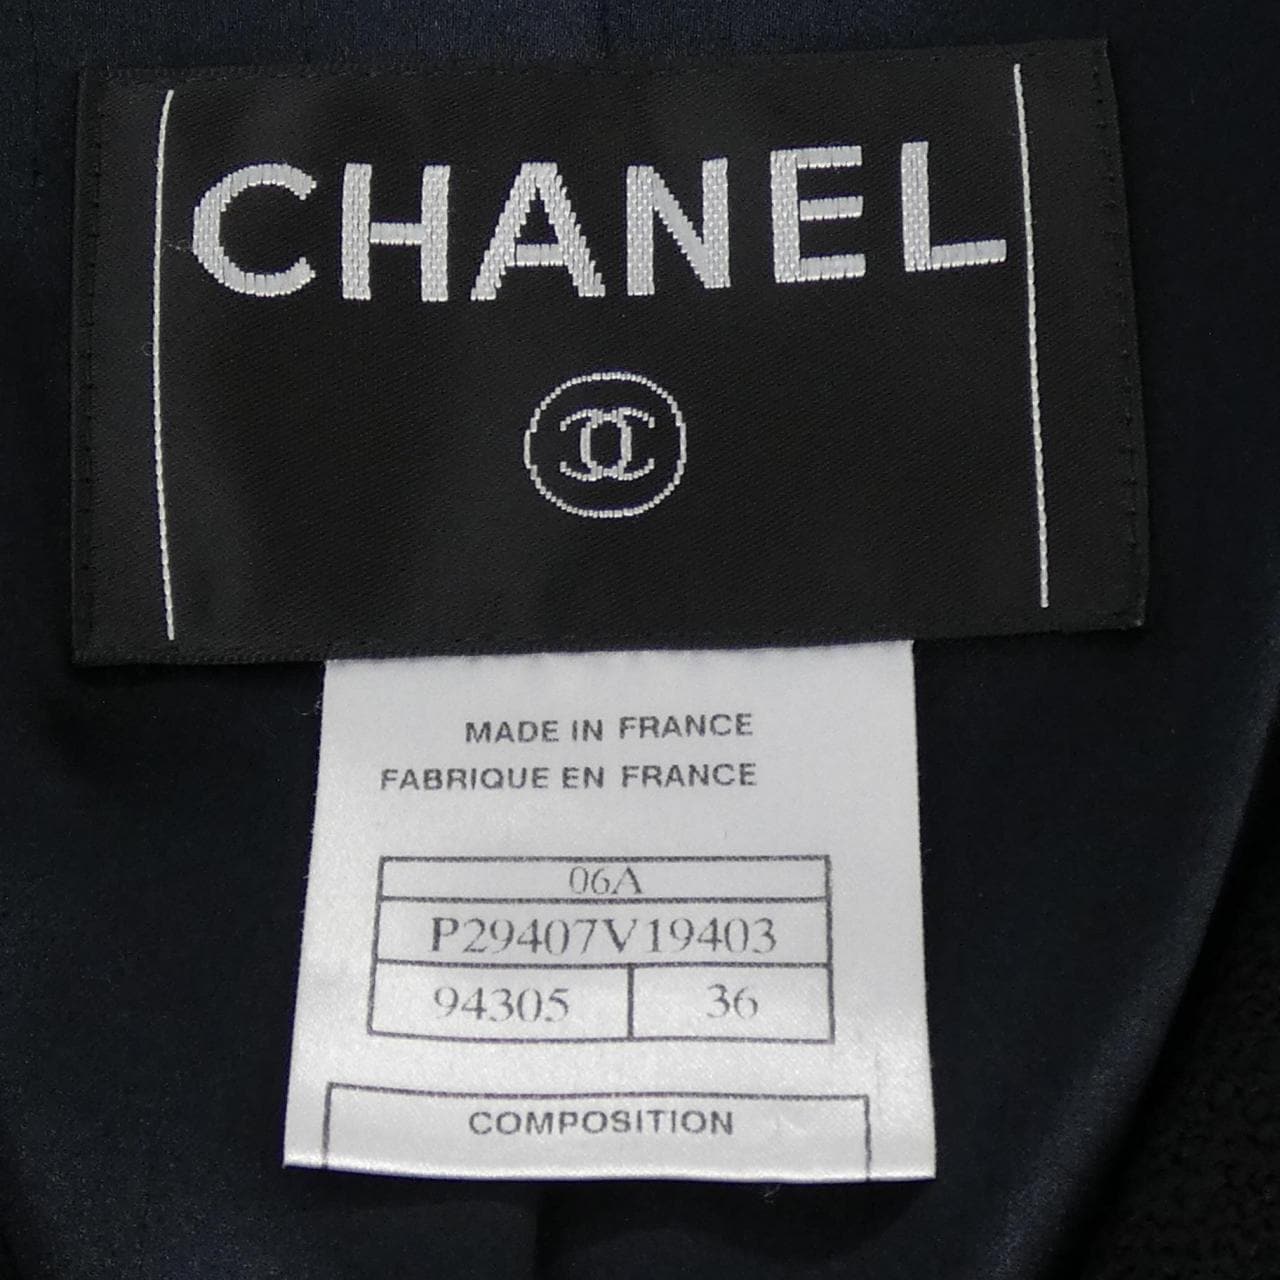 CHANEL
MADE IN FRANCE
FABRIQUE EN FRANCE
06A
P29407V19403
94305 36
COMPOSITION